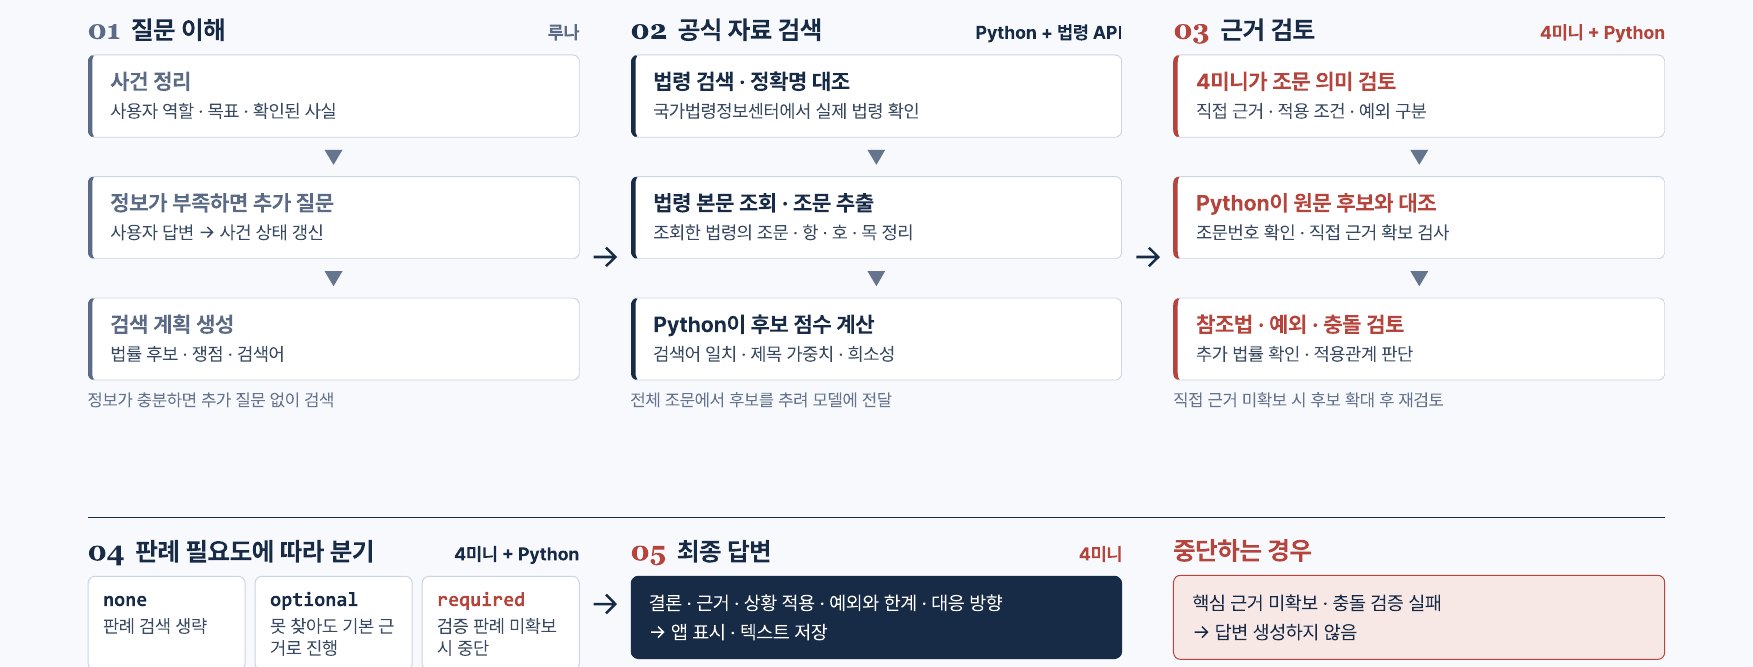 01 질문 이해 루나
사건 정리
사용자 역할 · 목표 · 확인된 사실
▼
정보가 부족하면 추가 질문
사용자 답변 → 사건 상태 갱신
▼
검색 계획 생성
법률 후보 · 쟁점 · 검색어
정보가 충분하면 추가 질문 없이 검색
→
02 공식 자료 검색 Python + 법령 API
법령 검색 · 정확명 대조
국가법령정보센터에서 실제 법령 확인
▼
법령 본문 조회 · 조문 추출
조회한 법령의 조문 · 항 · 호 · 목 정리
▼
Python이 후보 점수 계산
검색어 일치 · 제목 가중치 · 희소성
전체 조문에서 후보를 추려 모델에 전달
→
03 근거 검토 4미니 + Python
4미니가 조문 의미 검토
직접 근거 · 적용 조건 · 예외 구분
▼
Python이 원문 후보와 대조
조문번호 확인 · 직접 근거 확보 검사
▼
참조법 · 예외 · 충돌 검토
추가 법률 확인 · 적용관계 판단
직접 근거 미확보 시 후보 확대 후 재검토
04 판례 필요도에 따라 분기 4미니 + Python
none
판례 검색 생략
optional
못 찾아도 기본 근
거로 진행
required
검증 판례 미확보
시 중단
→
05 최종 답변 4미니
결론 · 근거 · 상황 적용 · 예외와 한계 · 대응 방향
→ 앱 표시 · 텍스트 저장
중단하는 경우
핵심 근거 미확보 · 충돌 검증 실패
→ 답변 생성하지 않음